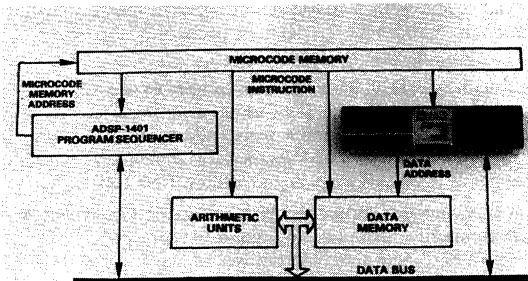 MICROCODE MEMORY
MICROCODE
MEMORY
ADDRESS
MICROCODE
INSTRUCTION
ADSP-1401
PROGRAM SEQUENCER
DATA
ADDRESS
ARITHMETIC
UNITS
DATA
MEMORY
DATA BUS